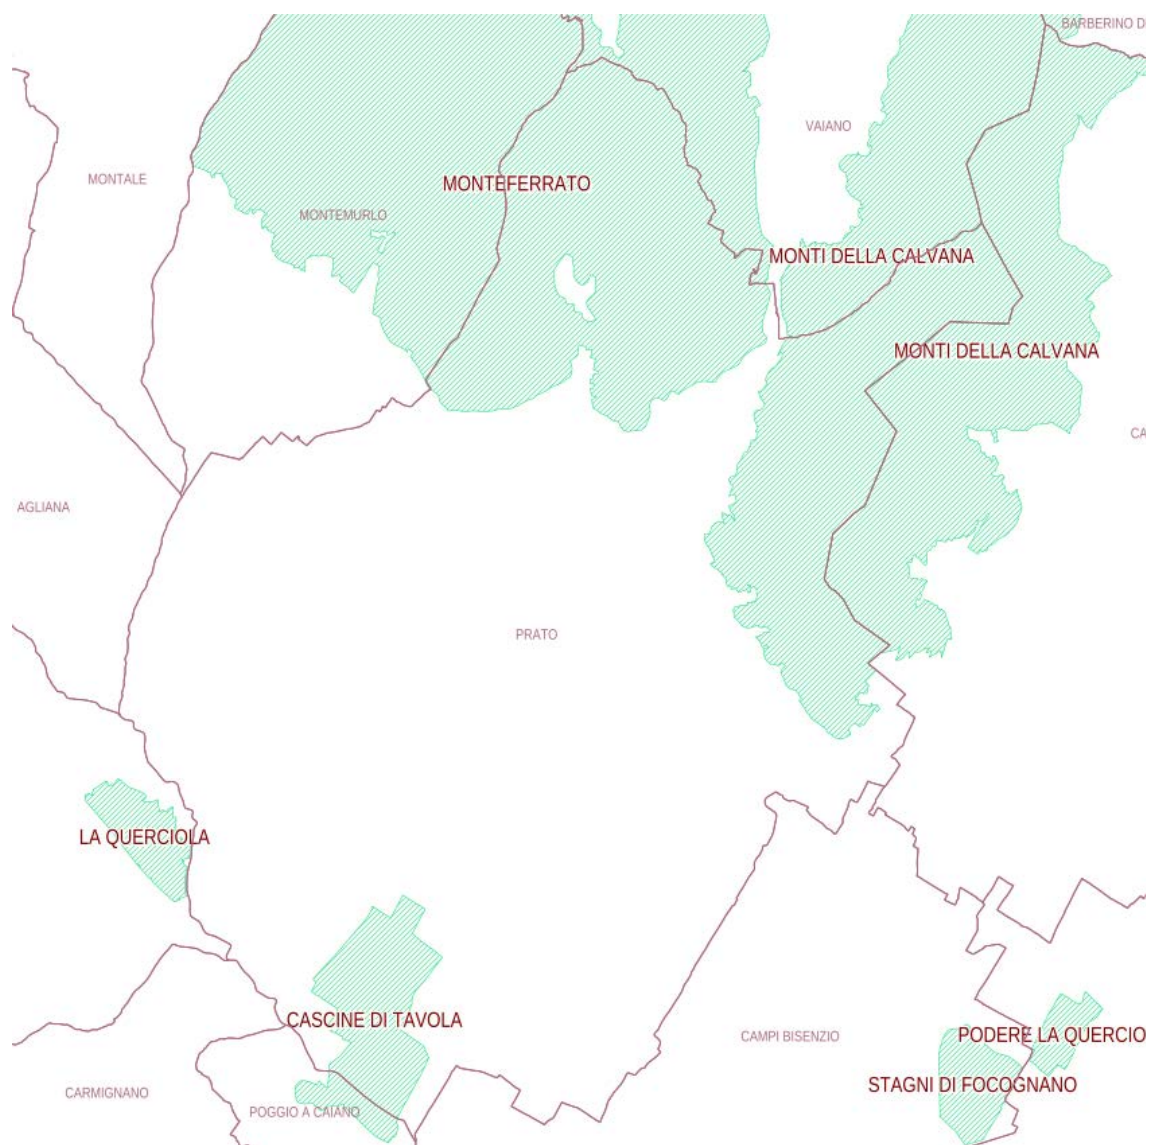 BARBERINO D
VAIANO
MONTALE
MONTEFERRATO
MONTEMURLO
MONTI DELLA CALVANA
MONTI DELLA CALVANA
CA
AGLIANA
PRATO
LA QUERCIOLA
CASCINE DI TAVOLA
CAMPI BISENZIO
PODERE LA QUERCIO
STAGNI DI FOCOGNANO
CARMIGNANO
POGGIO A CAIANO